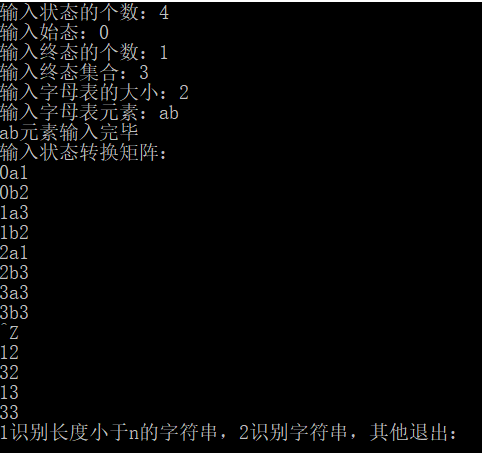 输入状态的个数：4
输入始态：0
输入终态的个数：1
输入终态集合：3
输入字母表的大小：2
输入字母表元素：ab
ab元素输入完毕
输入状态转换矩阵：
0a1
0b2
1a3
1b2
2a1
2b3
3a3
3b3
^Z
12
32
13
33
1识别长度小于n的字符串，2识别字符串，其他退出：